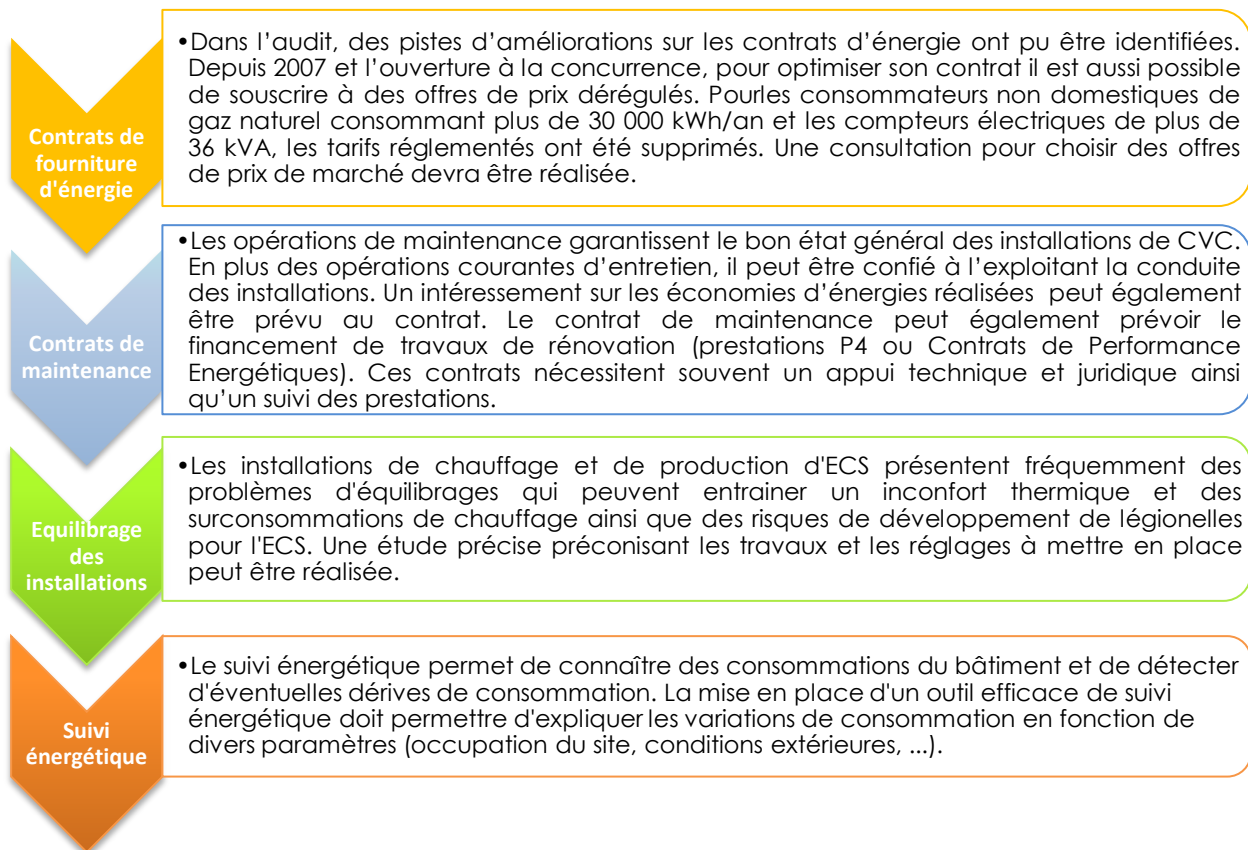 Contrats de
fourniture
d'énergie
•Dans l’audit, des pistes d’améliorations sur les contrats d’énergie ont pu être identifiées.
Depuis 2007 et l’ouverture à la concurrence, pour optimiser son contrat il est aussi possible
de souscrire à des offres de prix dérégulés. Pourles consommateurs non domestiques de
gaz naturel consommant plus de 30 000 kWh/an et les compteurs électriques de plus de
36 kVA, les tarifs réglementés ont été supprimés. Une consultation pour choisir des offres
de prix de marché devra être réalisée.
Contrats de
maintenance
•Les opérations de maintenance garantissent le bon état général des installations de CVC.
En plus des opérations courantes d’entretien, il peut être confié à l’exploitant la conduite
des installations. Un intéressement sur les économies d’énergies réalisées peut également
être prévu au contrat. Le contrat de maintenance peut également prévoir le
financement de travaux de rénovation (prestations P4 ou Contrats de Performance
Energétiques). Ces contrats nécessitent souvent un appui technique et juridique ainsi
qu’un suivi des prestations.
Equilibrage
des
installations
•Les installations de chauffage et de production d'ECS présentent fréquemment des
problèmes d'équilibrages qui peuvent entrainer un inconfort thermique et des
surconsommations de chauffage ainsi que des risques de développement de légionelles
pour l'ECS. Une étude précise préconisant les travaux et les réglages à mettre en place
peut être réalisée.
Suivi
énergétique
•Le suivi énergétique permet de connaître des consommations du bâtiment et de détecter
d'éventuelles dérives de consommation. La mise en place d'un outil efficace de suivi
énergétique doit permettre d'expliquer les variations de consommation en fonction de
divers paramètres (occupation du site, conditions extérieures, ...).